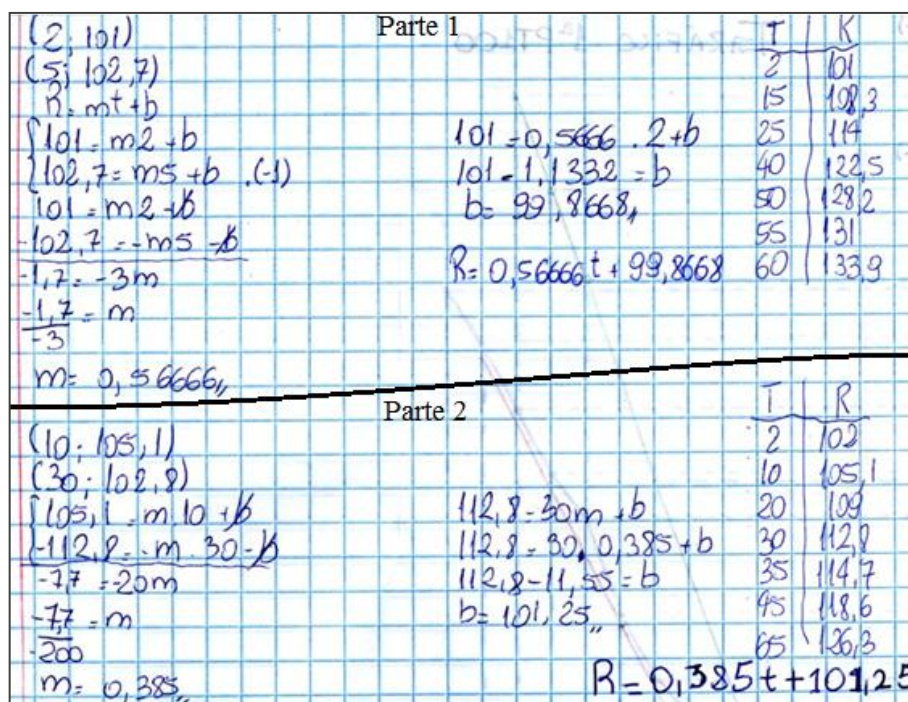 Parte 1
(2; 101)
(5; 102,7)
R = mt + b
101 = m2 + b
102,7 = m5 + b .(-1)
101 = m2 + b
-102,7 = -m5 - b
-1,7 = -3m
-1,7 = m
-3
m = 0,56666,,
101 = 0,5666 . 2 + b
101 - 1,1332 = b
b = 99,8668,,
R = 0,56666t + 99,8668
T | R
2 | 101
15 | 108,3
25 | 114
40 | 122,5
50 | 128,2
55 | 131
60 | 133,9
Parte 2
(10; 105,1)
(30; 102,8)
105,1 = m.10 + b
-112,8 = -m.30 - b
-7,7 = -20m
-7,7 = m
-200
m = 0,385,,
112,8 = 30m + b
112,8 = 30. 0,385 + b
112,8 - 11,55 = b
b = 101,25,,
T | R
2 | 102
10 | 105,1
20 | 109
30 | 112,8
35 | 114,7
45 | 118,6
65 | 126,3
R = 0,385t + 101,25